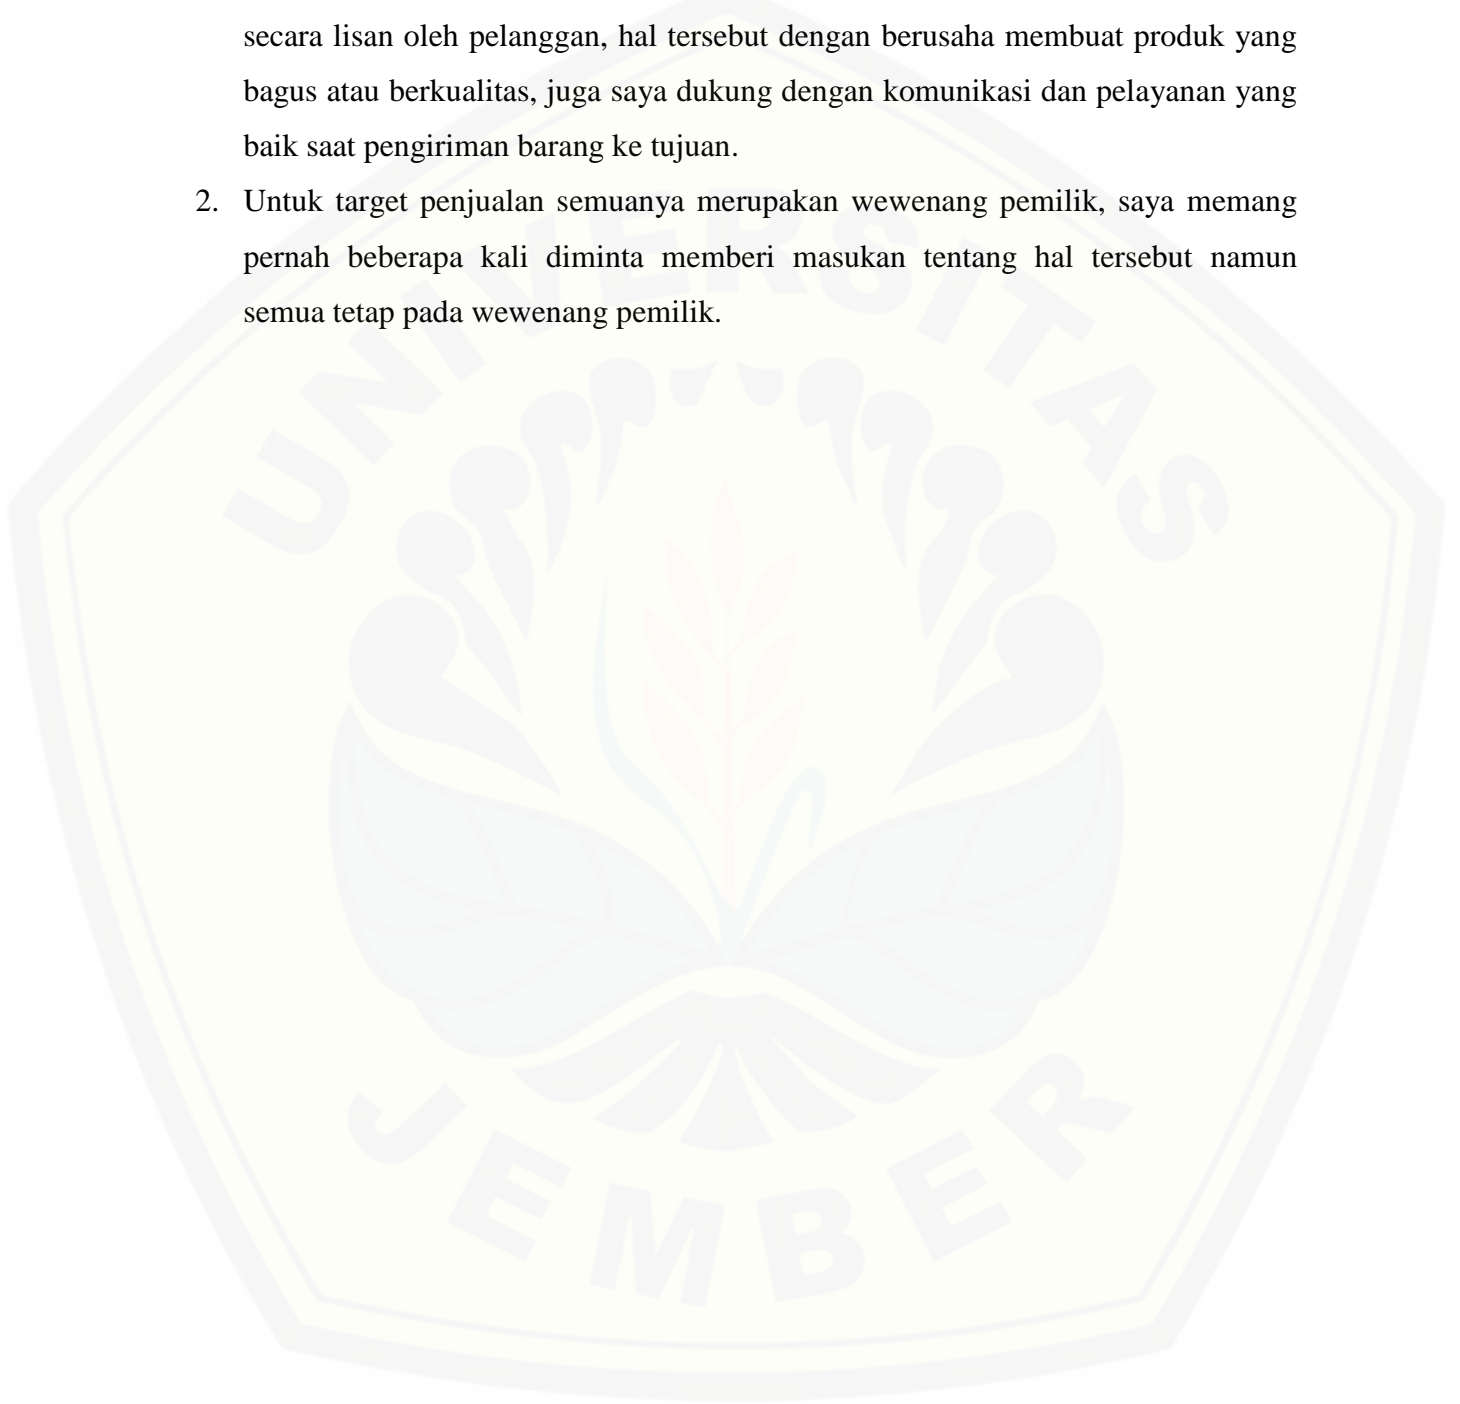 secara lisan oleh pelanggan, hal tersebut dengan berusaha membuat produk yang
bagus atau berkualitas, juga saya dukung dengan komunikasi dan pelayanan yang
baik saat pengiriman barang ke tujuan.
2. Untuk target penjualan semuanya merupakan wewenang pemilik, saya memang
pernah beberapa kali diminta memberi masukan tentang hal tersebut namun
semua tetap pada wewenang pemilik.
UNIVERSITAS
JEMBER